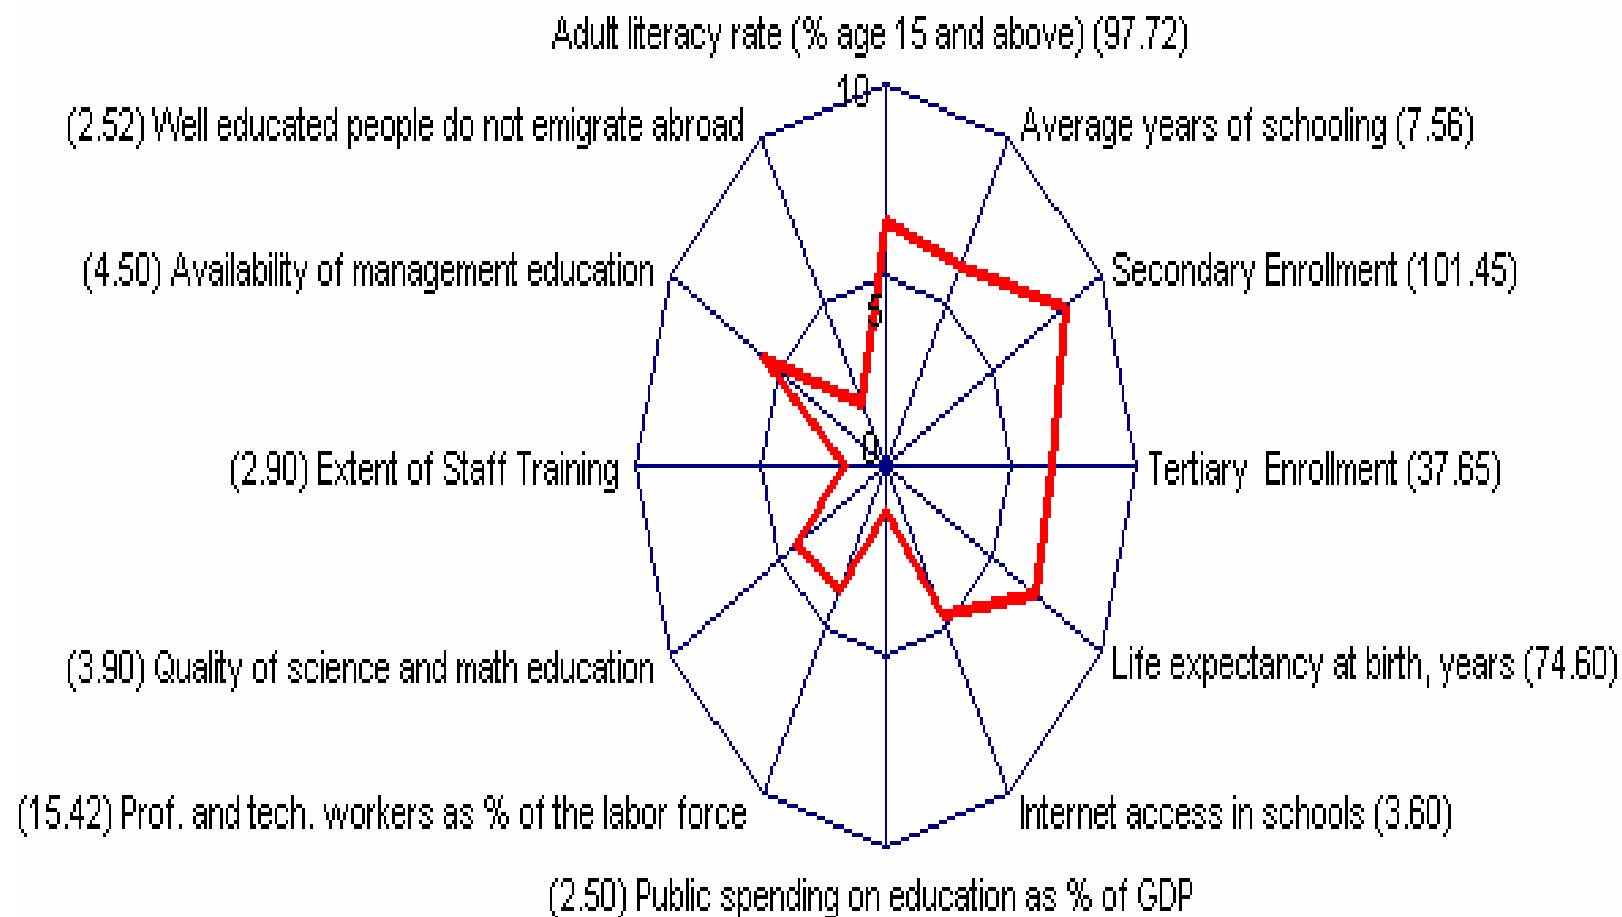 Adult literacy rate (% age 15 and above) (97.72)
10
(2.52) Well educated people do not emigrate abroad
Average years of schooling (7.56)
(4.50) Availability of management education
Secondary Enrollment (101.45)
5
0
(2.90) Extent of Staff Training
Tertiary Enrollment (37.65)
(3.90) Quality of science and math education
Life expectancy at birth, years (74.60)
(15.42) Prof. and tech. workers as % of the labor force
Internet access in schools (3.60)
(2.50) Public spending on education as % of GDP